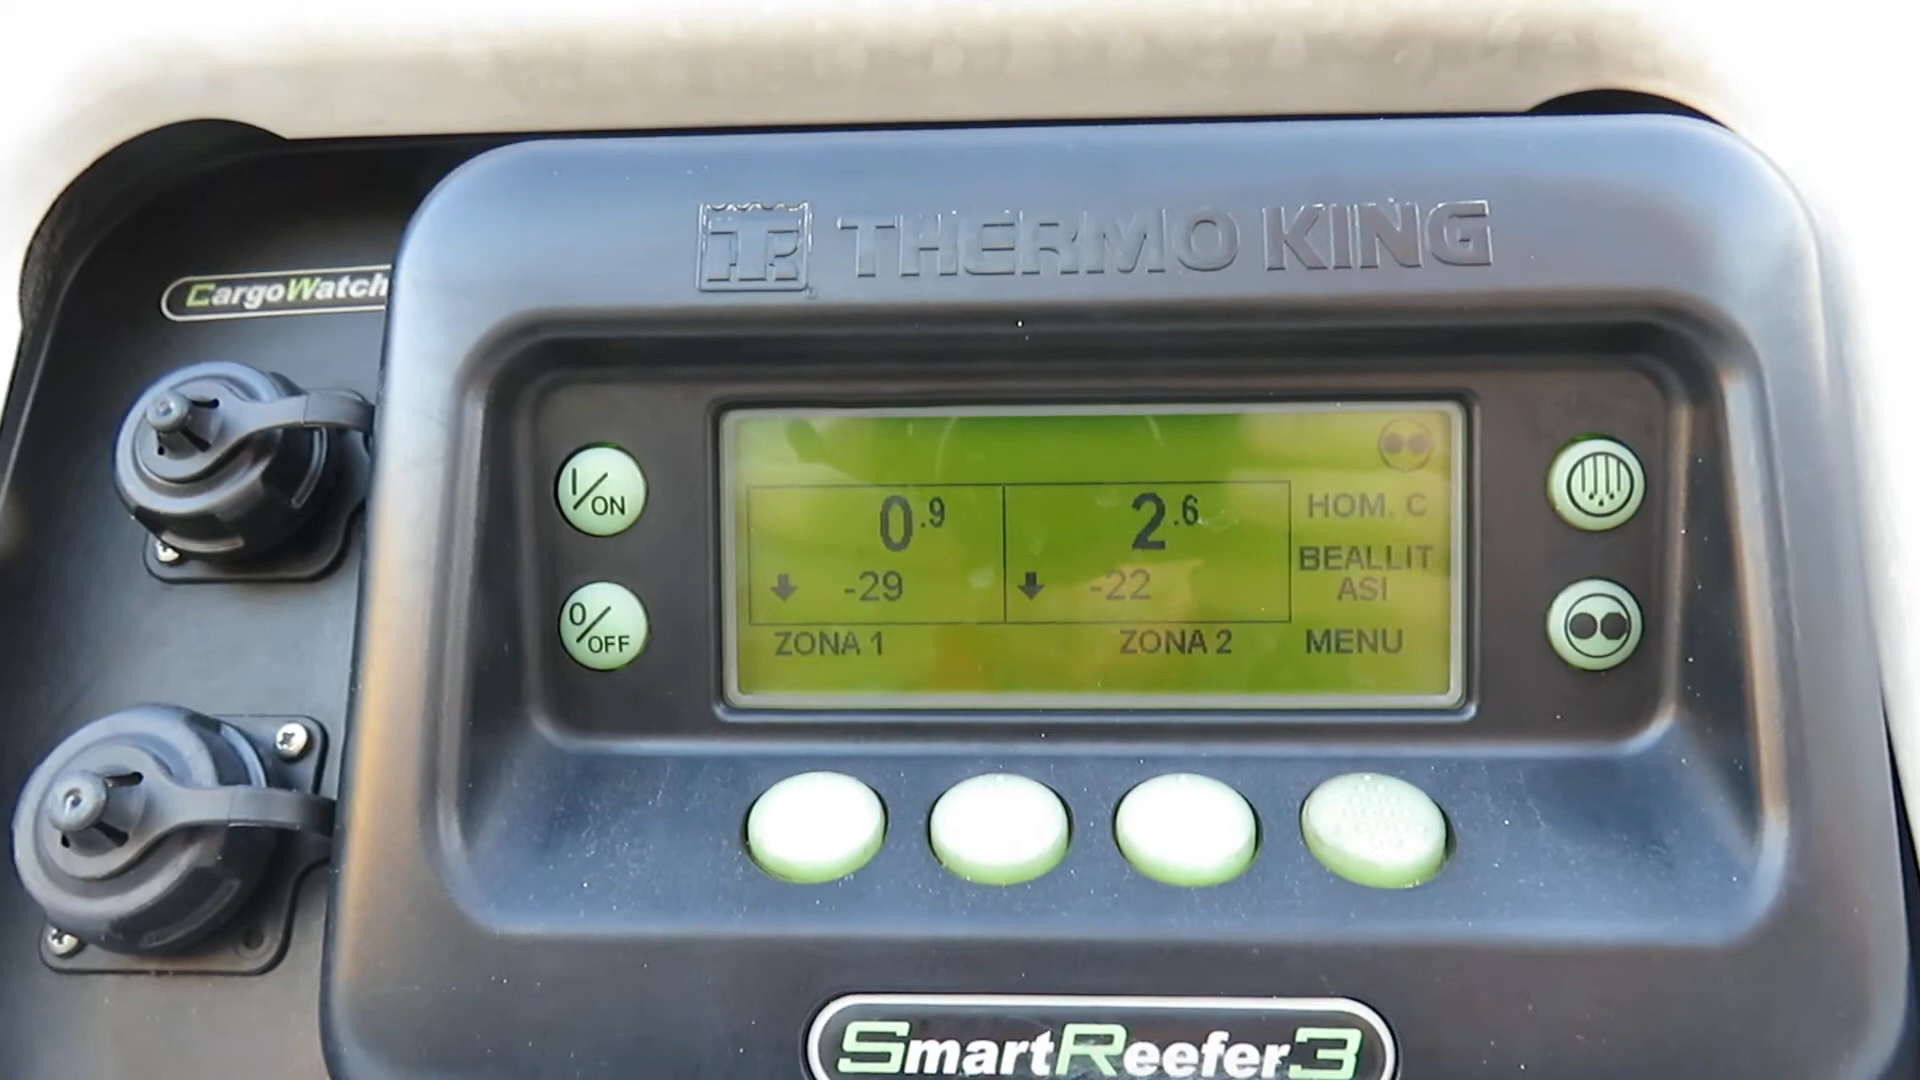 THERMO KING
CargoWatch
I/ON
O/OFF
0.9
2.6
-29
-22
HOM. C
BEALLIT
ASI
ZONA 1
ZONA 2
MENU
SmartReefer3